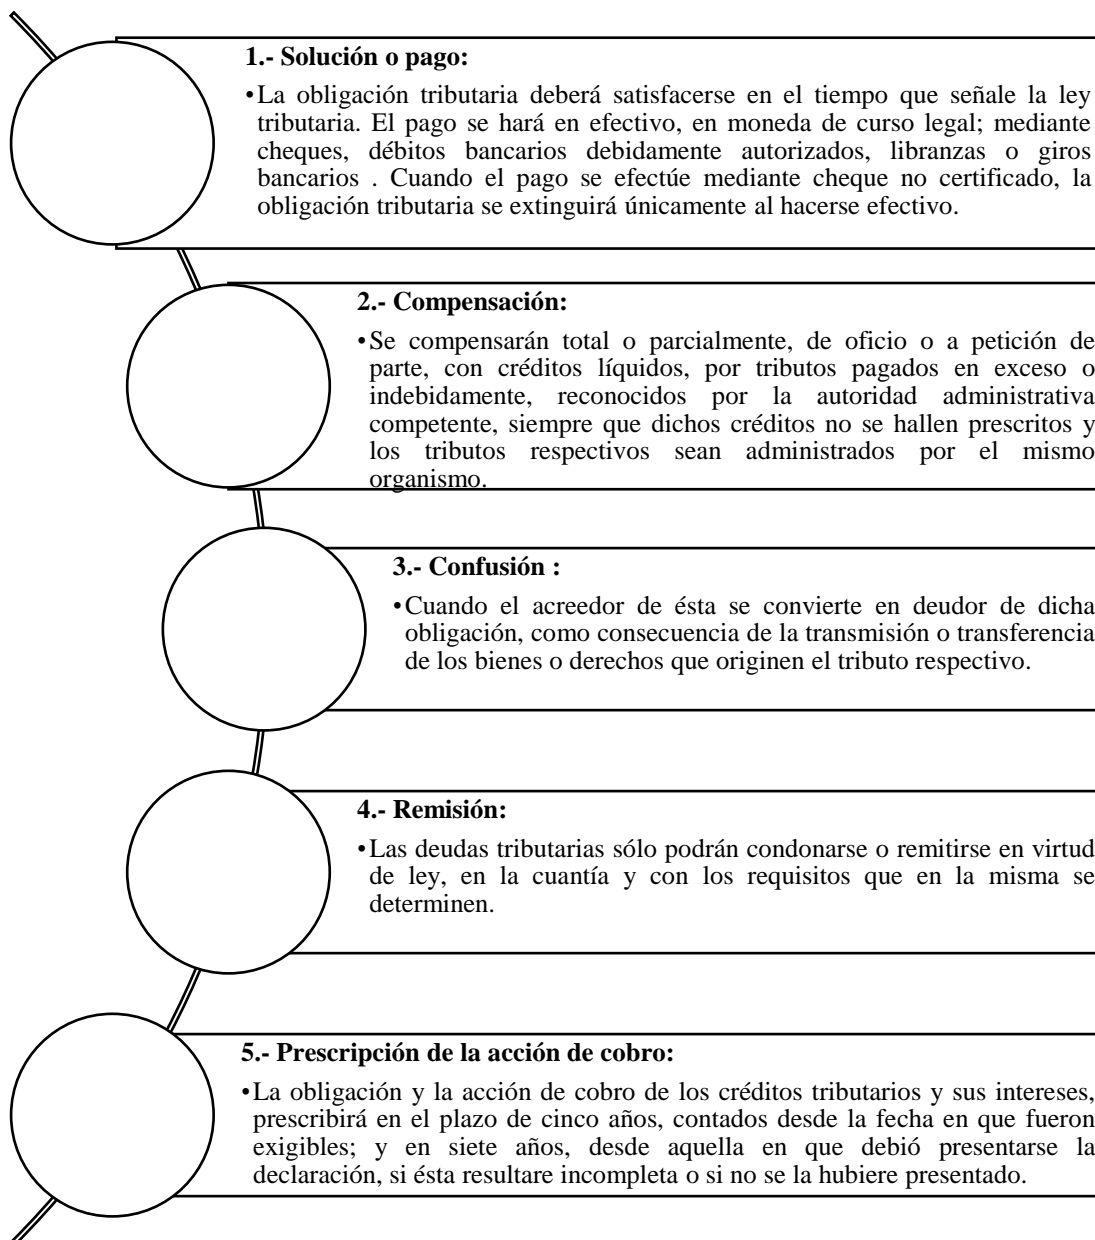 1.- Solución o pago:
•La obligación tributaria deberá satisfacerse en el tiempo que señale la ley
tributaria. El pago se hará en efectivo, en moneda de curso legal; mediante
cheques, débitos bancarios debidamente autorizados, libranzas o giros
bancarios . Cuando el pago se efectúe mediante cheque no certificado, la
obligación tributaria se extinguirá únicamente al hacerse efectivo.
2.- Compensación:
•Se compensarán total o parcialmente, de oficio o a petición de
parte, con créditos líquidos, por tributos pagados en exceso o
indebidamente, reconocidos por la autoridad administrativa
competente, siempre que dichos créditos no se hallen prescritos y
los tributos respectivos sean administrados por el mismo
organismo.
3.- Confusión :
•Cuando el acreedor de ésta se convierte en deudor de dicha
obligación, como consecuencia de la transmisión o transferencia
de los bienes o derechos que originen el tributo respectivo.
4.- Remisión:
•Las deudas tributarias sólo podrán condonarse o remitirse en virtud
de ley, en la cuantía y con los requisitos que en la misma se
determinen.
5.- Prescripción de la acción de cobro:
•La obligación y la acción de cobro de los créditos tributarios y sus intereses,
prescribirá en el plazo de cinco años, contados desde la fecha en que fueron
exigibles; y en siete años, desde aquella en que debió presentarse la
declaración, si ésta resultare incompleta o si no se la hubiere presentado.